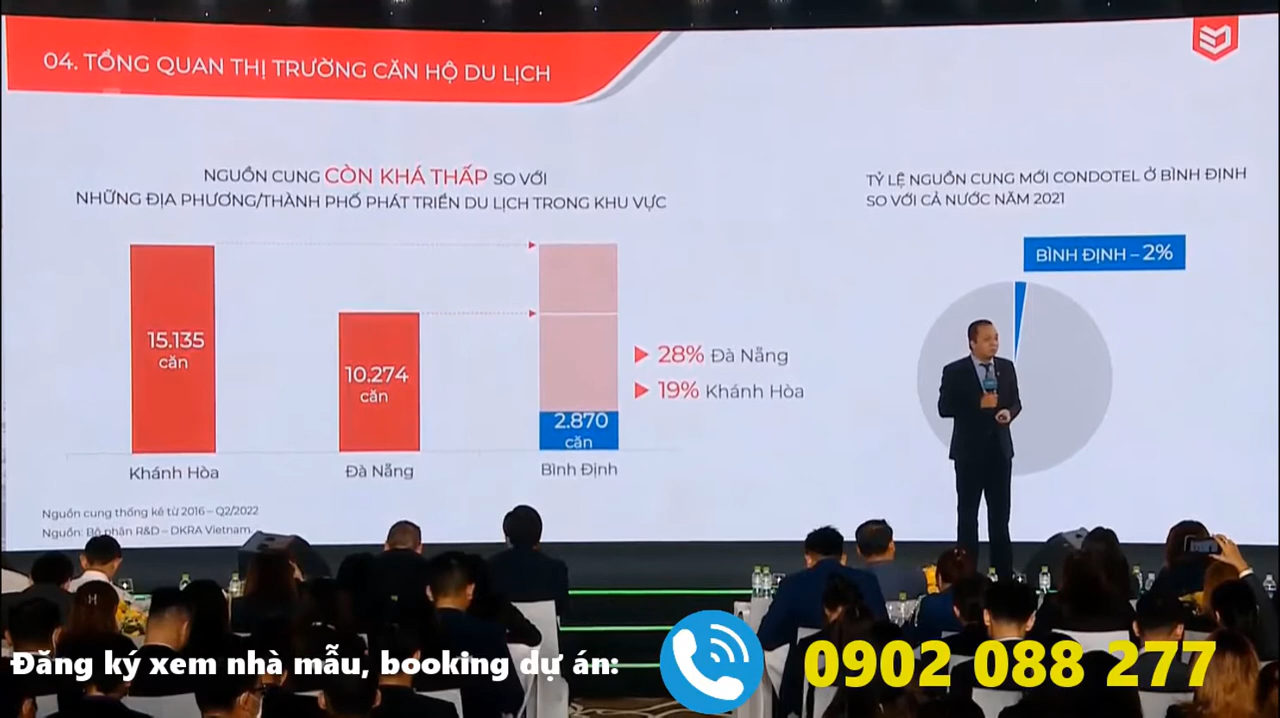 04. TỔNG QUAN THỊ TRƯỜNG CĂN HỘ DU LỊCH
NGUỒN CUNG CÒN KHÁ THẤP SO VỚI
NHỮNG ĐỊA PHƯƠNG/THÀNH PHỐ PHÁT TRIỂN DU LỊCH TRONG KHU VỰC
TỶ LỆ NGUỒN CUNG MỚI CONDOTEL Ở BÌNH ĐỊNH
SO VỚI CẢ NƯỚC NĂM 2021
BÌNH ĐỊNH – 2%
15.135
căn
10.274
căn
2.870
căn
28% Đà Nẵng
19% Khánh Hòa
Khánh Hòa
Đà Nẵng
Bình Định
Nguồn cung thống kê từ 2016 – Q2/2022
Nguồn: Bộ phận R&D – DKRA Vietnam
Đăng ký xem nhà mẫu, booking dự án:
0902 088 277